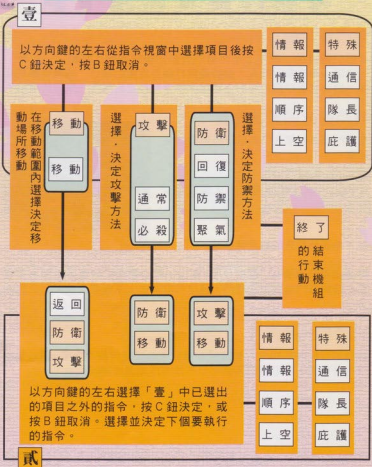 壹
以方向鍵的左右從指令視窗中選擇項目後按
C鈕決定，按B鈕取消。
情報
情報
順序
上空
特殊
通信
隊長
庇護
在移動範圍內選擇決定移
動場所移動
移動
移動
選擇．決定攻擊方法
攻擊
通常
必殺
防衛
回復
防禦
聚氣
選擇．決定防禦方法
終了
結束機組
的行動
返回
防衛
攻擊
防衛
移動
攻擊
移動
情報
情報
順序
上空
特殊
通信
隊長
庇護
以方向鍵的左右選擇「壹」中已選出
的項目之外的指令，按C鈕決定，或
按B鈕取消。選擇並決定下個要執行
的指令。
貳